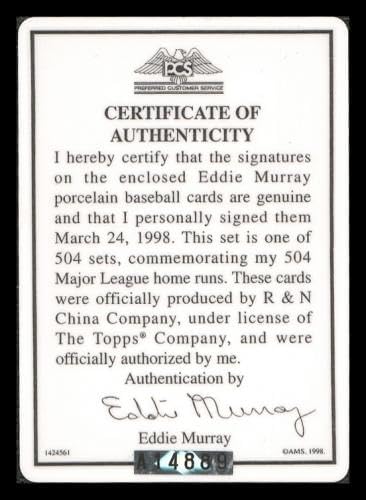 PCS
PREFERRED CUSTOMER SERVICE
CERTIFICATE OF
AUTHENTICITY
I hereby certify that the signatures
on the enclosed Eddie Murray
porcelain baseball cards are genuine
and that I personally signed them
March 24, 1998. This set is one of
504 sets, commemorating my 504
Major League home runs. These cards
were officially produced by R & N
China Company, under license of
The Topps® Company, and were
officially authorized by me.
Authentication by
Eddie Murray
Eddie Murray
1424561
©AMS. 1998.
A14889